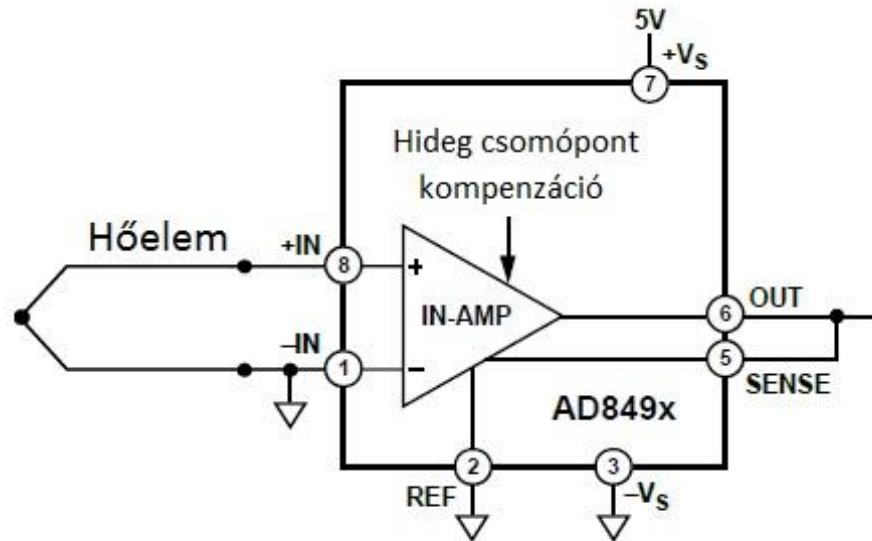 5V
+VS
7
Hideg csomópont
kompenzáció
Hőelem
+IN
8
+
IN-AMP
OUT
6
–IN
1
–
5
SENSE
AD849x
2
3
REF
–VS